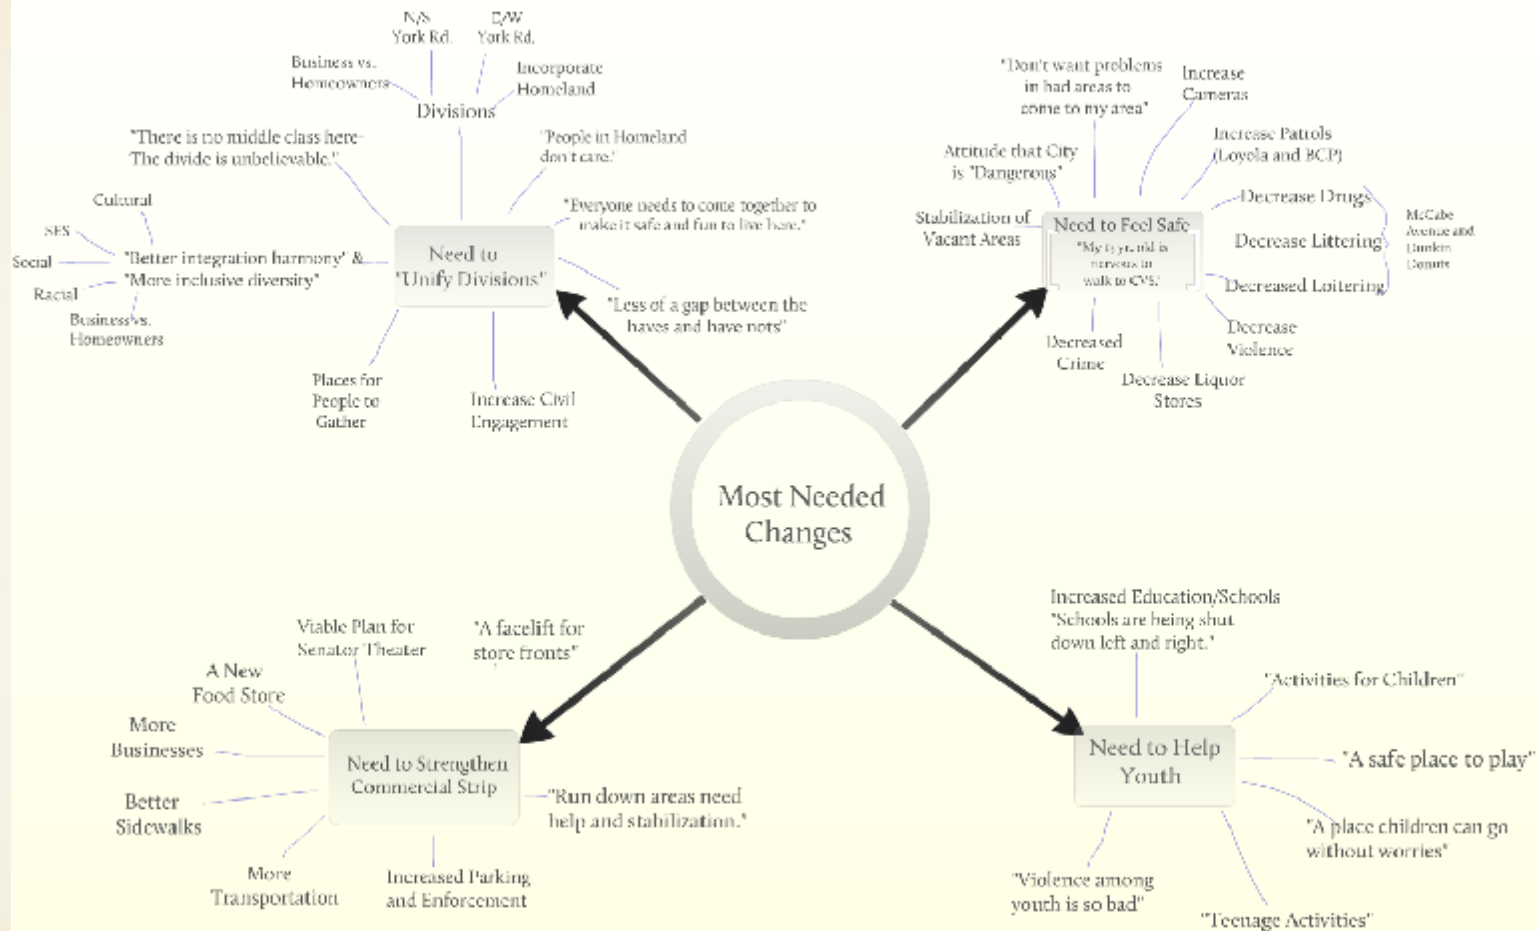 Most Needed
Changes
Need to
"Unify Divisions"
Divisions
Business vs.
Homeowners
N/S
York Rd.
E/W
York Rd.
Incorporate
Homeland
"There is no middle class here-
The divide is unbelievable."
"People in Homeland
don't care."
"Everyone needs to come together to
make it safe and fun to live here."
"Less of a gap between the
haves and have nots"
"Better integration harmony" &
"More inclusive diversity"
Cultural
SES
Social
Racial
Business vs.
Homeowners
Places for
People to
Gather
Increase Civil
Engagement
Need to Feel Safe
"My 15 yr. old is
nervous to
walk to CVS."
"Don't want problems
in bad areas to
come to my area"
Increase
Cameras
Increase Patrols
(Loyola and BCP)
Attitude that City
is "Dangerous"
Stabilization of
Vacant Areas
Decrease Drugs
Decrease Littering
Decreased Loitering
McCabe
Avenue and
Dunkin
Donuts
Decrease
Violence
Decreased
Crime
Decrease Liquor
Stores
Need to Strengthen
Commercial Strip
Viable Plan for
Senator Theater
"A facelift for
store fronts"
A New
Food Store
More
Businesses
Better
Sidewalks
More
Transportation
Increased Parking
and Enforcement
"Run down areas need
help and stabilization."
Need to Help
Youth
Increased Education/Schools
"Schools are being shut
down left and right."
"Activities for Children"
"A safe place to play"
"A place children can go
without worries"
"Violence among
youth is so bad"
"Teenage Activities"